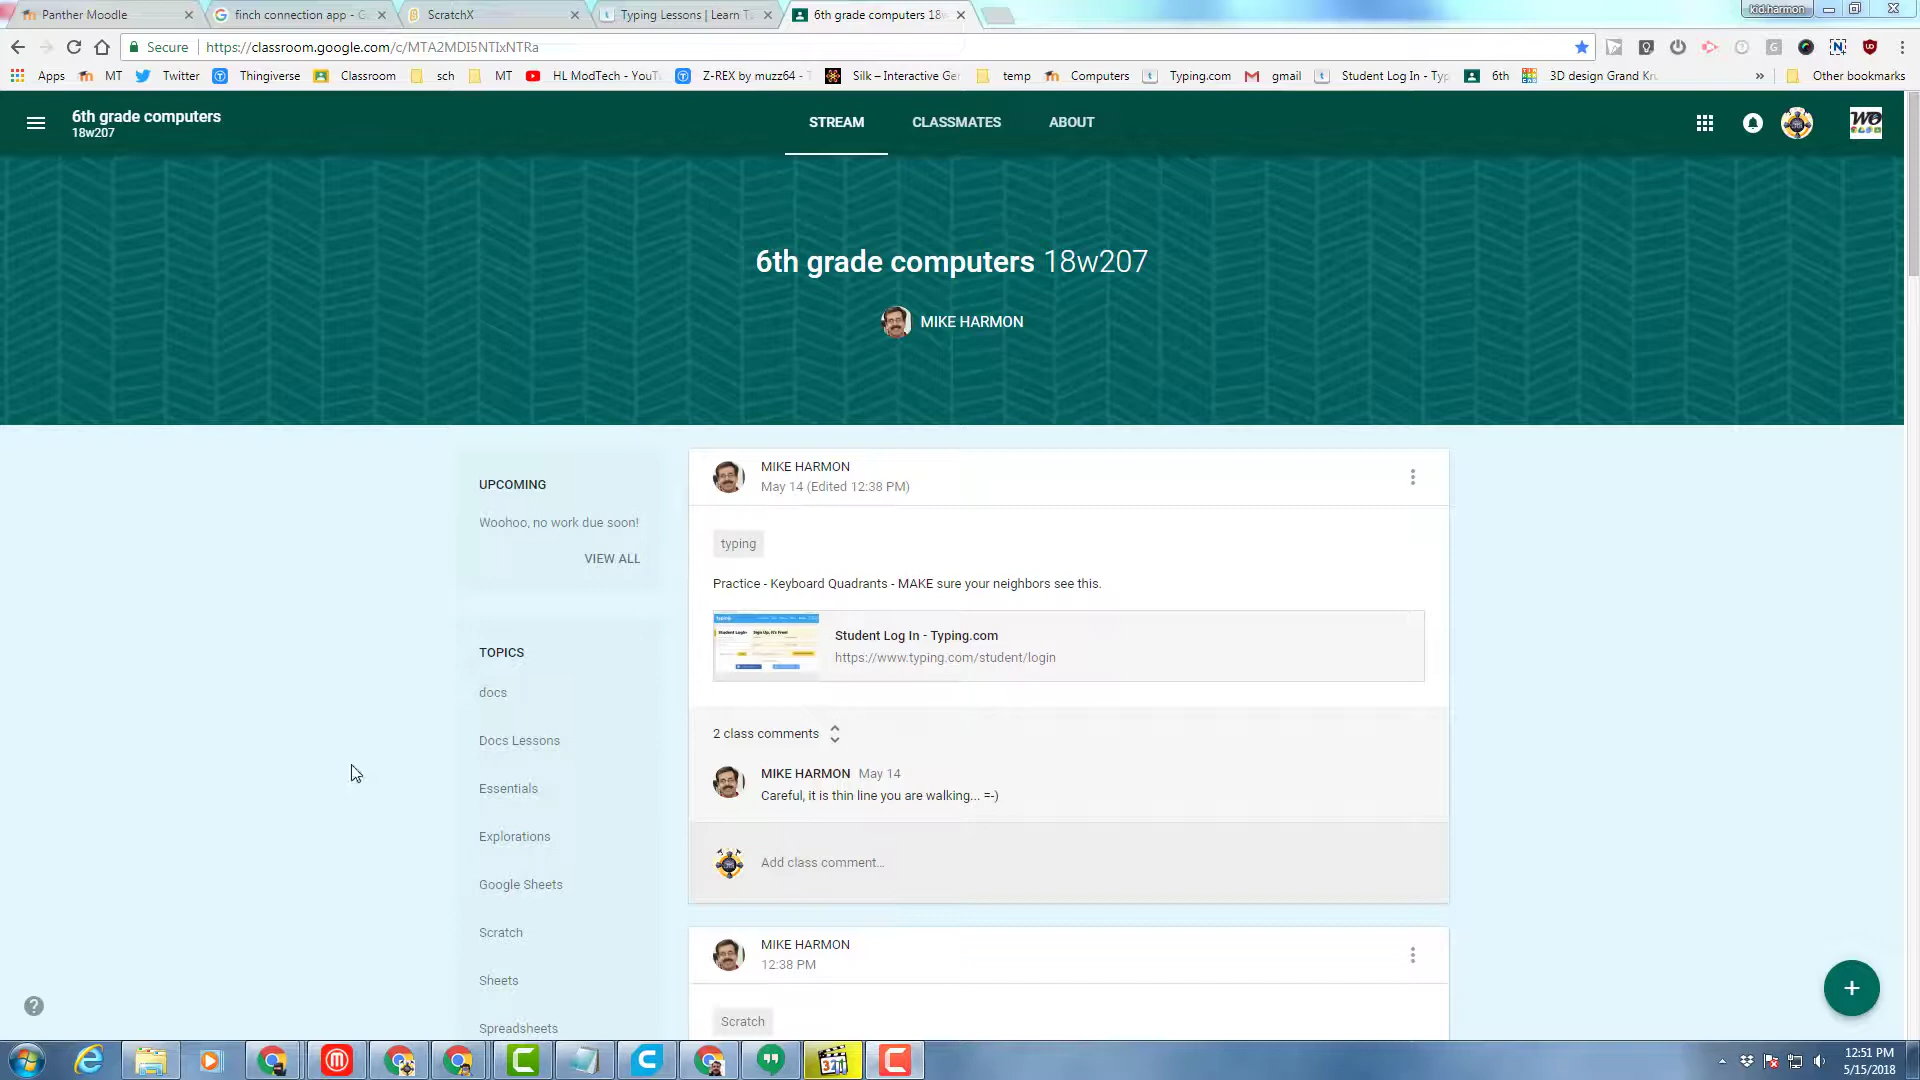 Panther Moodle
finch connection app - G
ScratchX
Typing Lessons | Learn T
6th grade computers 18w
kid.harmon
Secure
https://classroom.google.com/c/MTA2MDI5NTIxNTRa
Apps
MT
Twitter
Thingiverse
Classroom
sch
MT
HL ModTech - YouTu
Z-REX by muzz64 -
Silk – Interactive Ge
temp
Computers
Typing.com
gmail
Student Log In - Typ
6th
3D design Grand Kr
Other bookmarks
6th grade computers
18w207
STREAM
CLASSMATES
ABOUT
6th grade computers 18w207
MIKE HARMON
UPCOMING
Woohoo, no work due soon!
VIEW ALL
TOPICS
docs
Docs Lessons
Essentials
Explorations
Google Sheets
Scratch
Sheets
Spreadsheets
MIKE HARMON
May 14 (Edited 12:38 PM)
typing
Practice - Keyboard Quadrants - MAKE sure your neighbors see this.
Student Log In - Typing.com
https://www.typing.com/student/login
2 class comments
MIKE HARMON May 14
Careful, it is thin line you are walking... =-)
Add class comment...
MIKE HARMON
12:38 PM
Scratch
12:51 PM
5/15/2018